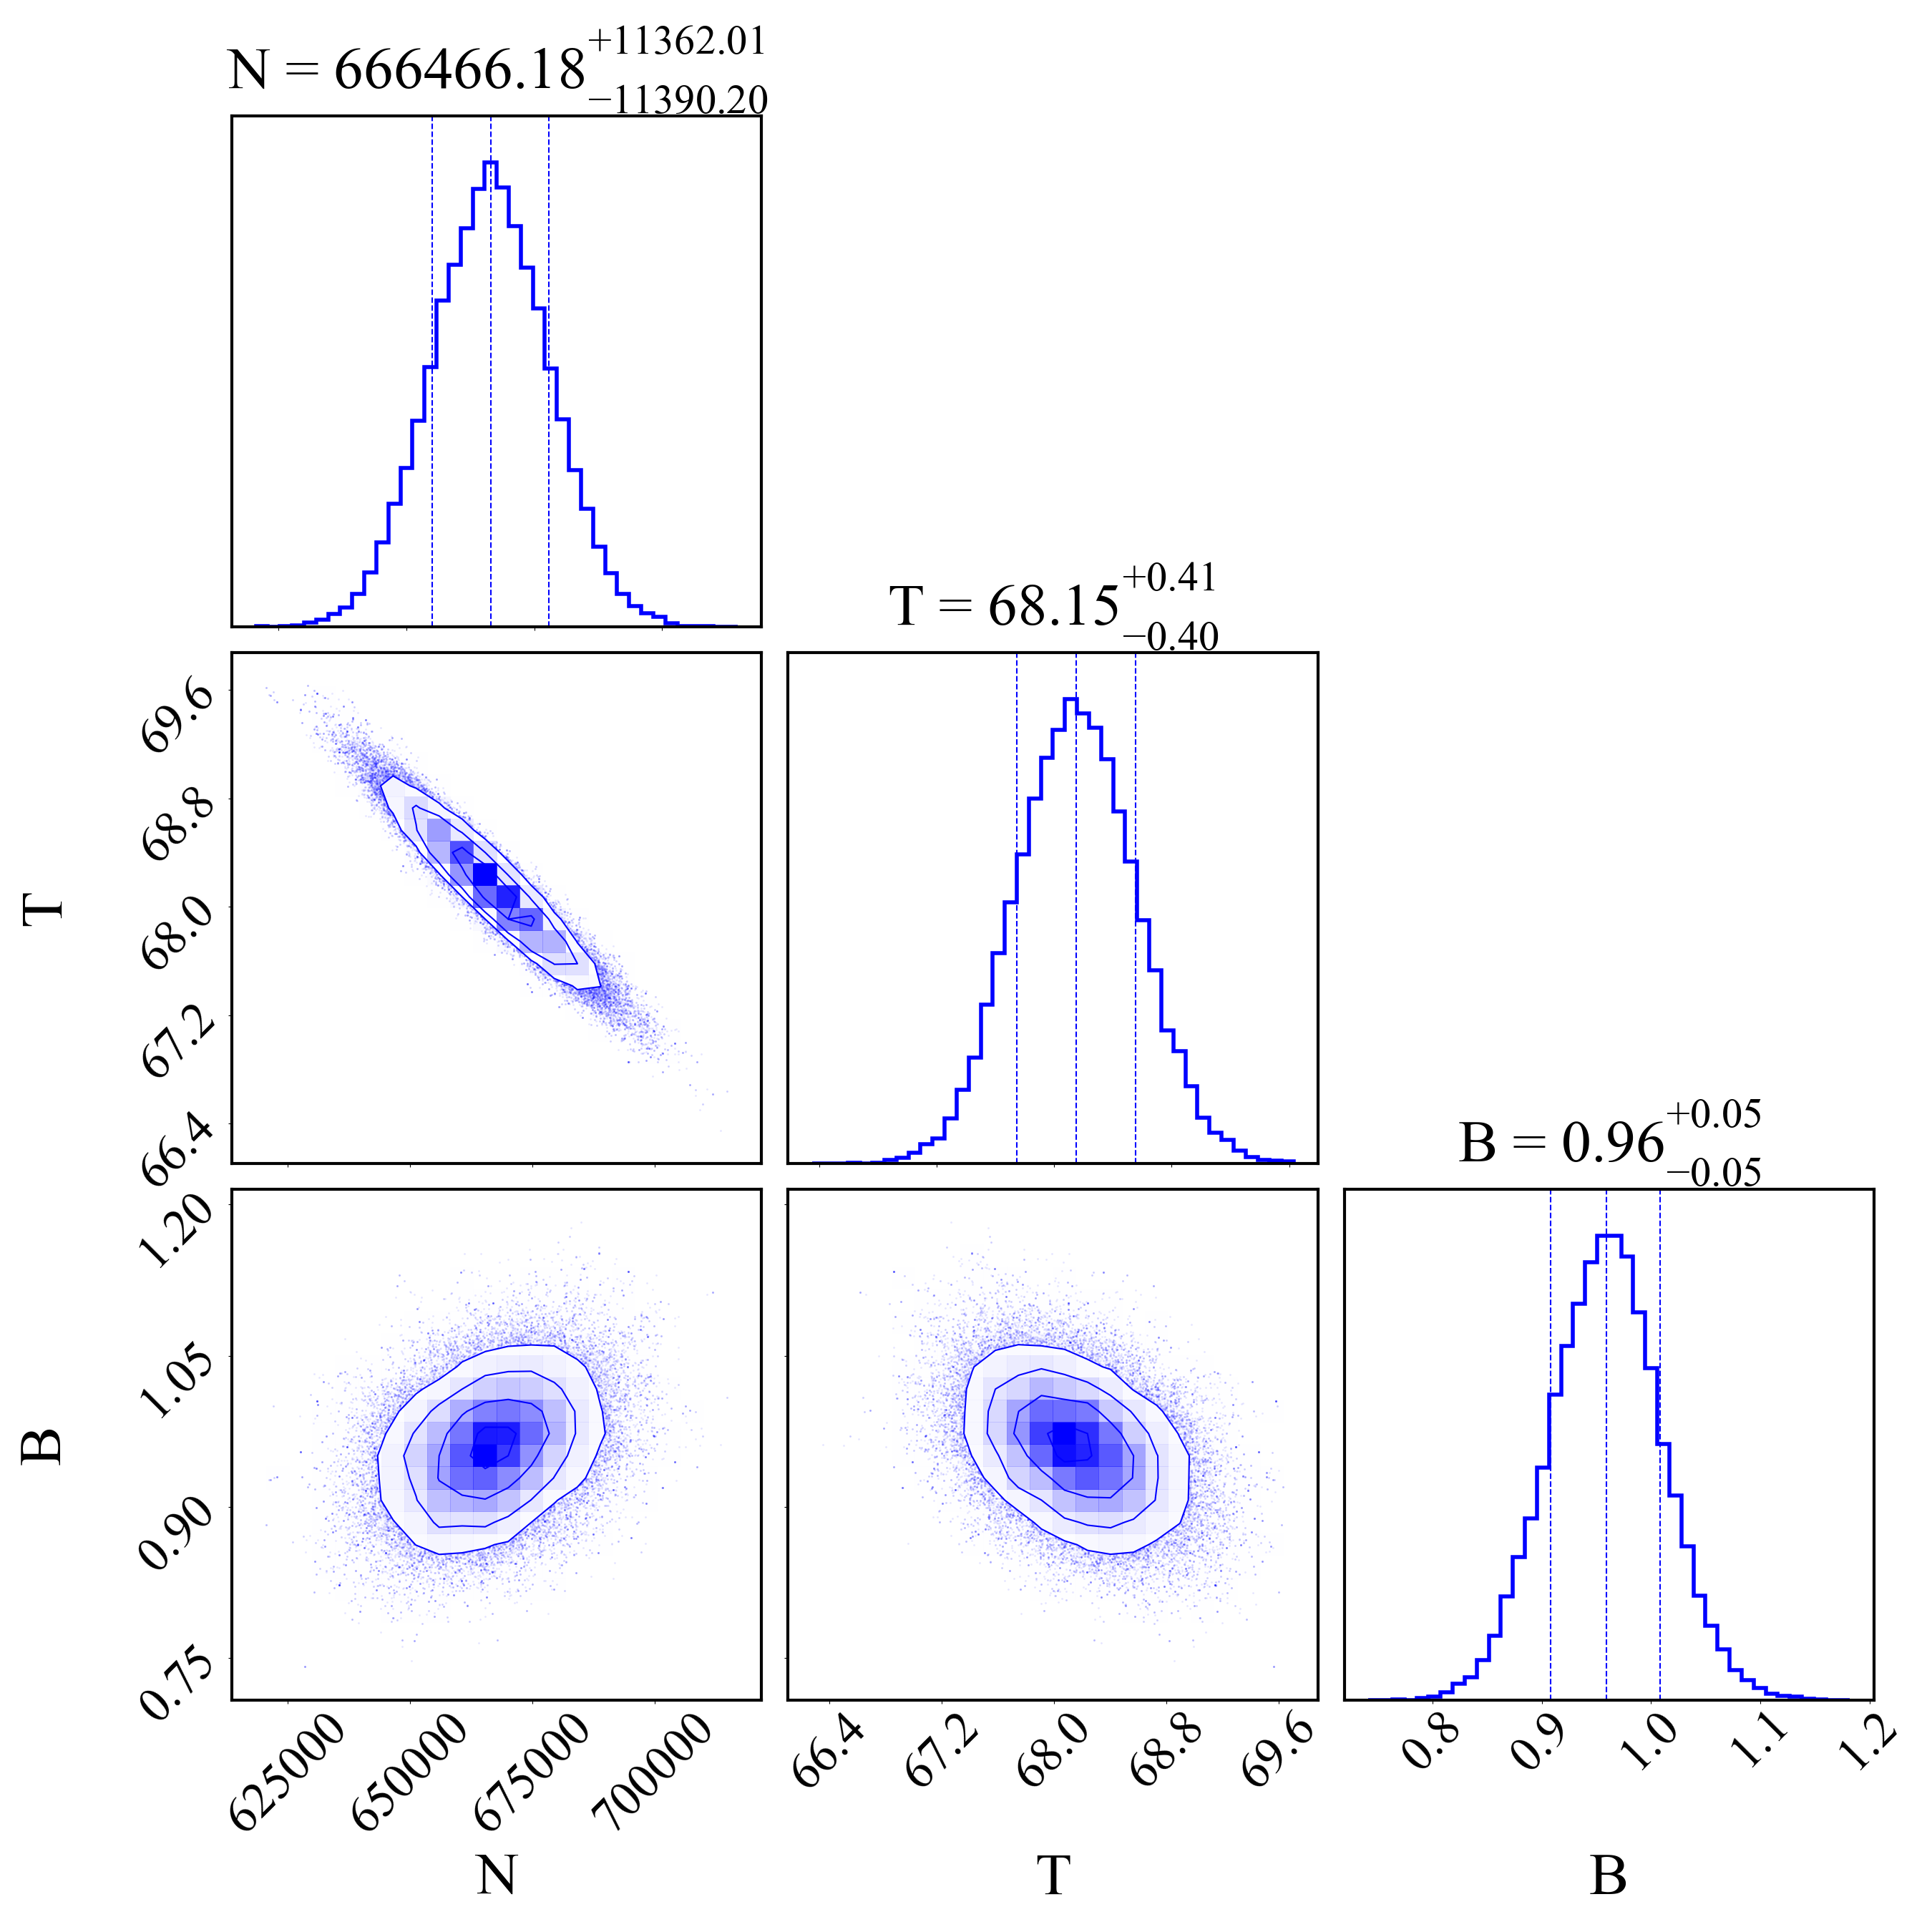 N = 666466.18 +11362.01 −11390.20
T = 68.15 +0.41 −0.40
69.6
68.8
68.0
67.2
66.4
T
B = 0.96 +0.05 −0.05
1.20
1.05
0.90
0.75
B
625000 650000 675000 700000
66.4 67.2 68.0 68.8 69.6
0.8 0.9 1.0 1.1 1.2
N T B